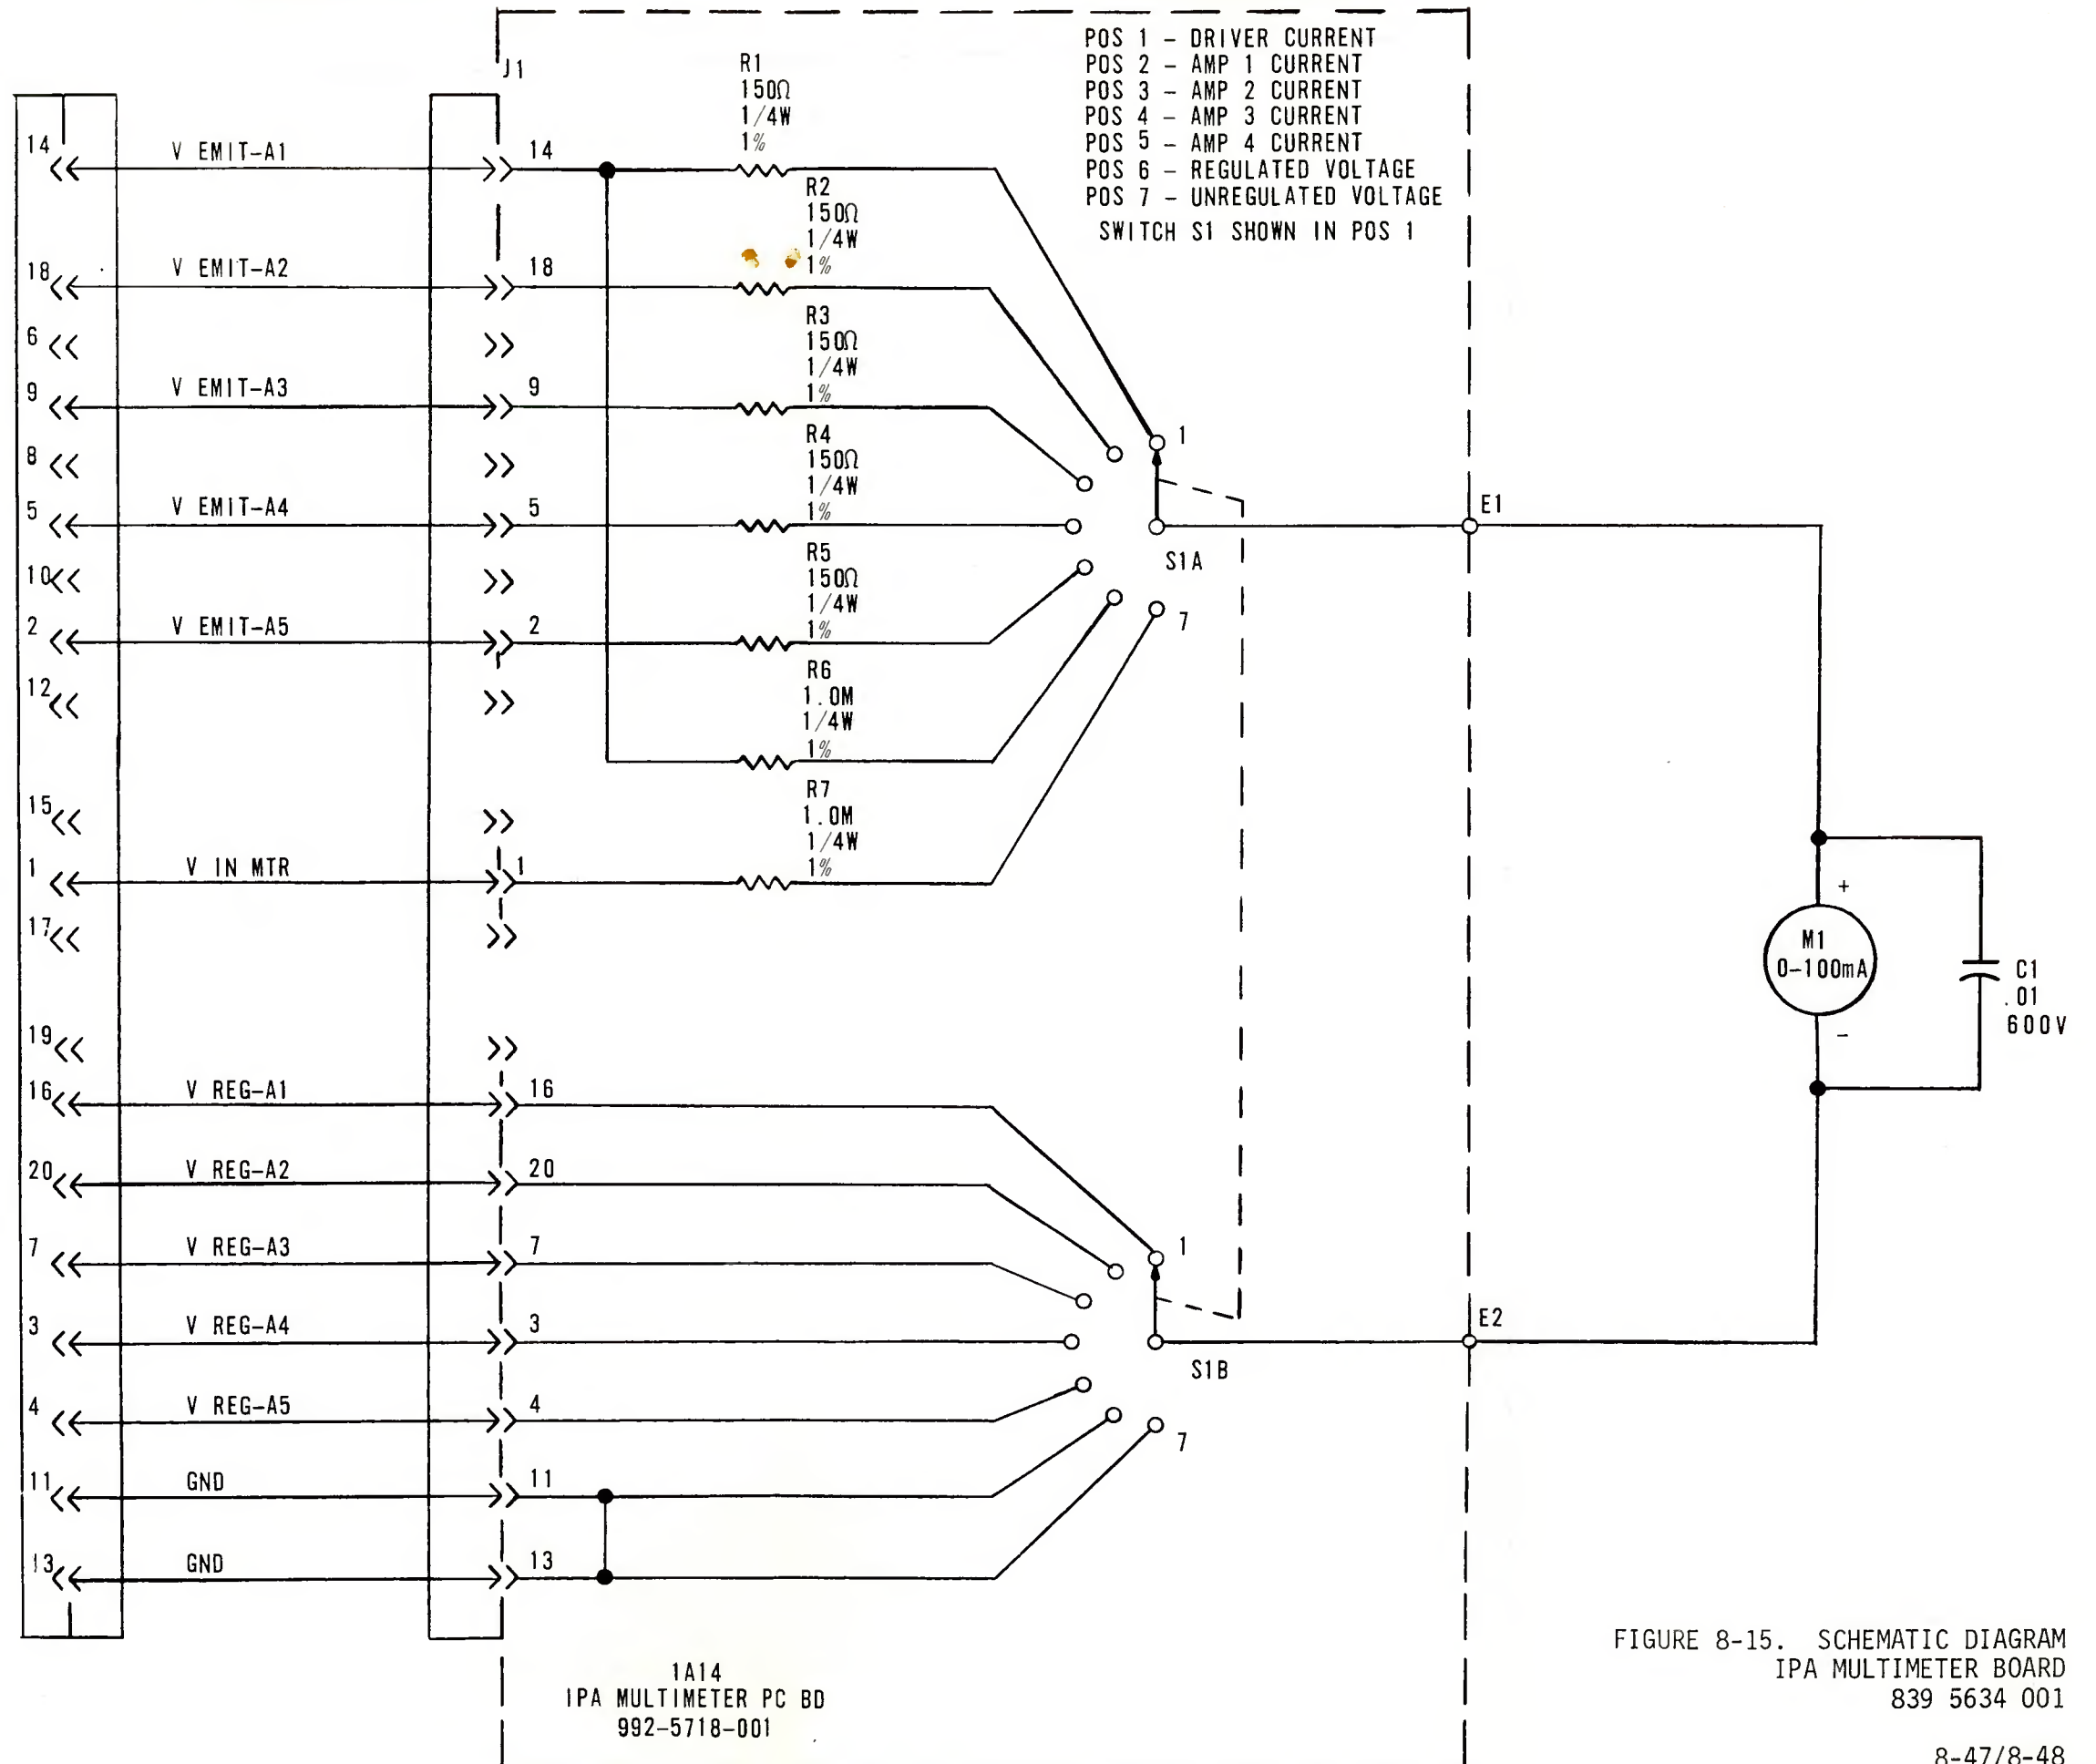 J1
R1
150Ω
1/4W
1%
POS 1 – DRIVER CURRENT
POS 2 – AMP 1 CURRENT
POS 3 – AMP 2 CURRENT
POS 4 – AMP 3 CURRENT
POS 5 – AMP 4 CURRENT
POS 6 – REGULATED VOLTAGE
POS 7 – UNREGULATED VOLTAGE
SWITCH S1 SHOWN IN POS 1
14 V EMIT–A1 14
R2
150Ω
1/4W
1%
18 V EMIT–A2 18
R3
150Ω
1/4W
1%
6
9 V EMIT–A3 9
R4
150Ω
1/4W
1%
1
8
5 V EMIT–A4 5
E1
S1A
R5
150Ω
1/4W
1%
10
2 V EMIT–A5 2
7
R6
1.0M
1/4W
1%
12
R7
1.0M
1/4W
1%
15
1 V IN MTR 1
17
+
M1
0–100mA
–
C1
.01
600V
19
16 V REG–A1 16
20 V REG–A2 20
7 V REG–A3 7
1
3 V REG–A4 3
E2
S1B
4 V REG–A5 4
7
11 GND 11
13 GND 13
1A14
IPA MULTIMETER PC BD
992–5718–001
FIGURE 8-15. SCHEMATIC DIAGRAM
IPA MULTIMETER BOARD
839 5634 001
8-47/8-48